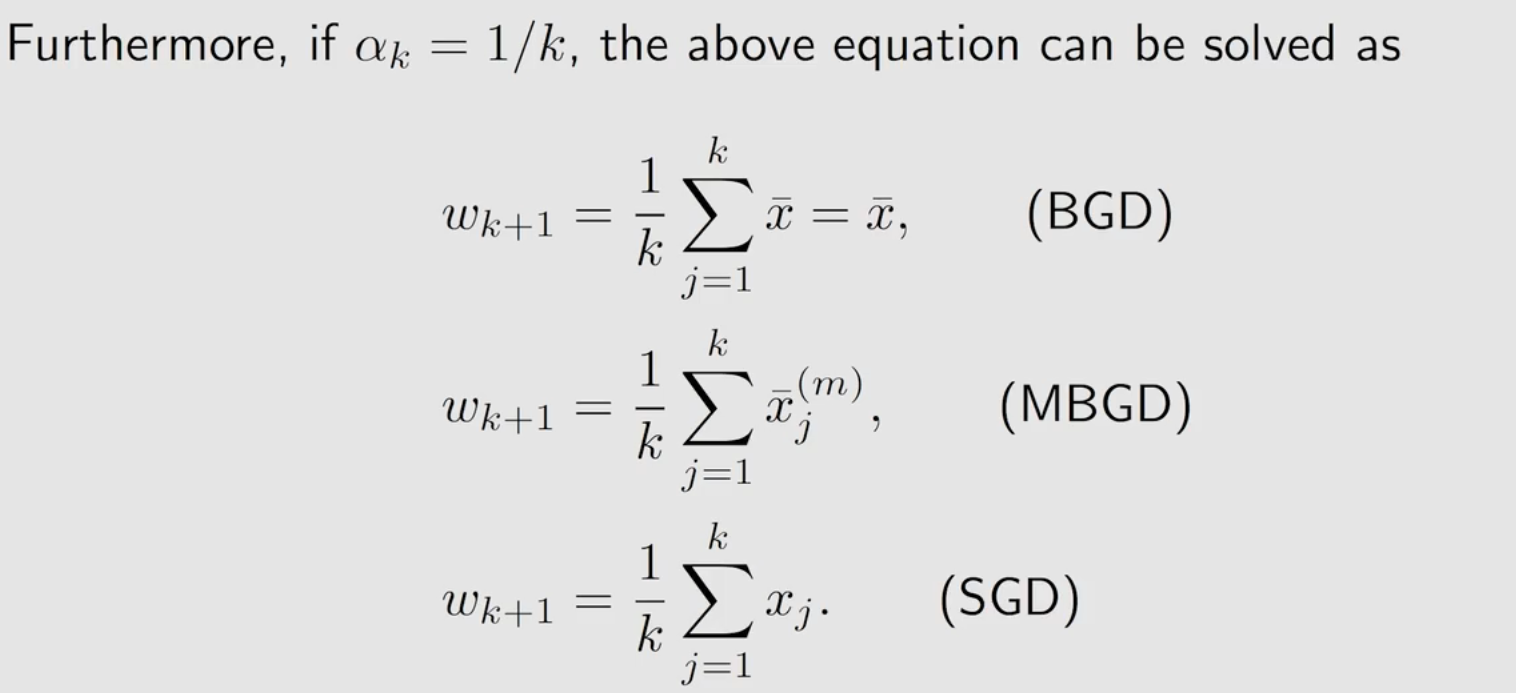 Furthermore, if αk = 1/k, the above equation can be solved as
w_{k+1} = \frac{1}{k} \sum_{j=1}^{k} \bar{x} = \bar{x}, (BGD)
w_{k+1} = \frac{1}{k} \sum_{j=1}^{k} \bar{x}_j^{(m)}, (MBGD)
w_{k+1} = \frac{1}{k} \sum_{j=1}^{k} x_j. (SGD)